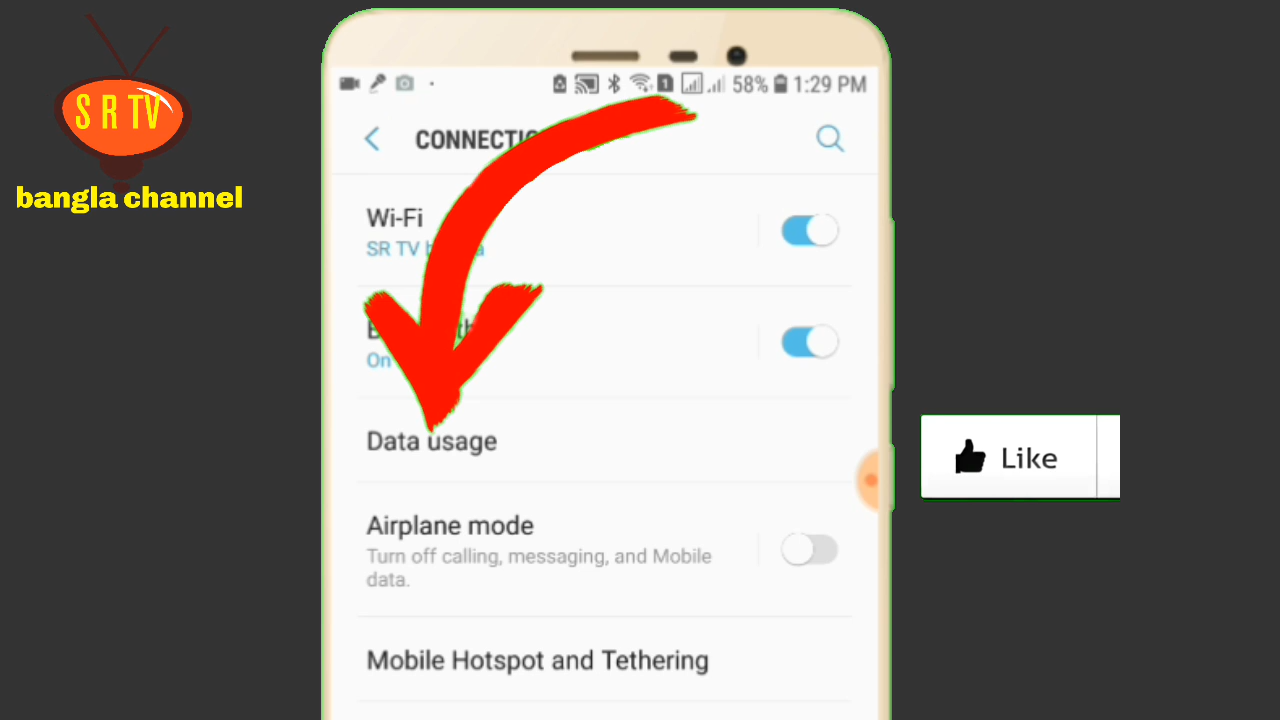 S R TV
bangla channel
58% 1:29 PM
Wi-Fi
SR TV
On
Data usage
Airplane mode
Turn off calling, messaging, and Mobile
data.
Mobile Hotspot and Tethering
Like